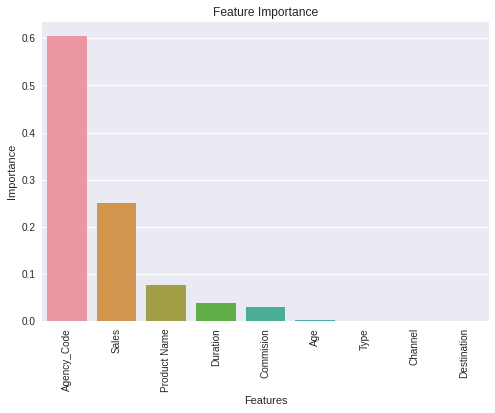 Feature Importance
0.6
0.5
0.4
0.3
0.2
0.1
0.0
Importance
Agency_Code
Sales
Product Name
Duration
Commision
Age
Type
Channel
Destination
Features